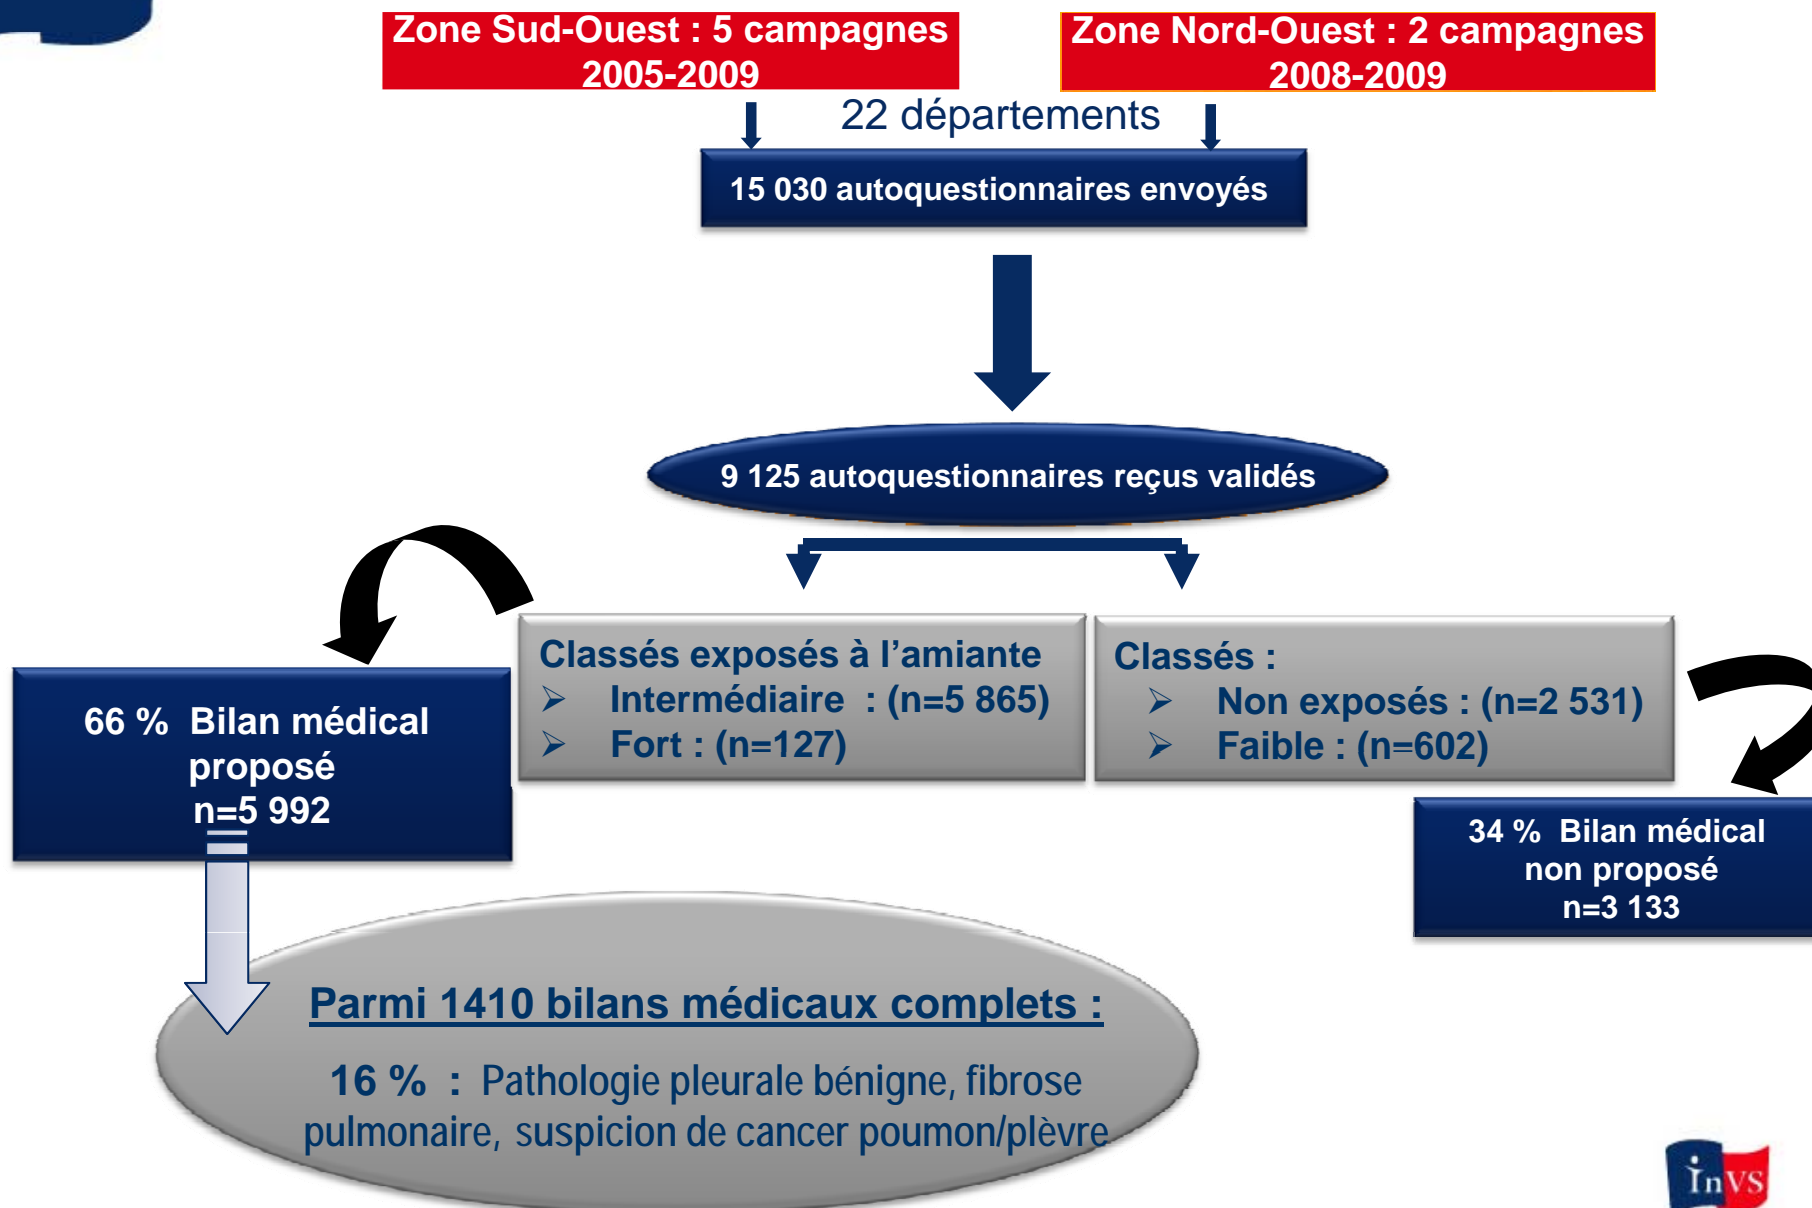 Zone Sud-Ouest : 5 campagnes
2005-2009
Zone Nord-Ouest : 2 campagnes
2008-2009
22 départements
15 030 autoquestionnaires envoyés
9 125 autoquestionnaires reçus validés
Classés exposés à l’amiante
➢ Intermédiaire : (n=5 865)
➢ Fort : (n=127)
Classés :
➢ Non exposés : (n=2 531)
➢ Faible : (n=602)
66 % Bilan médical
proposé
n=5 992
34 % Bilan médical
non proposé
n=3 133
Parmi 1410 bilans médicaux complets :
16 % : Pathologie pleurale bénigne, fibrose
pulmonaire, suspicion de cancer poumon/plèvre
InVS